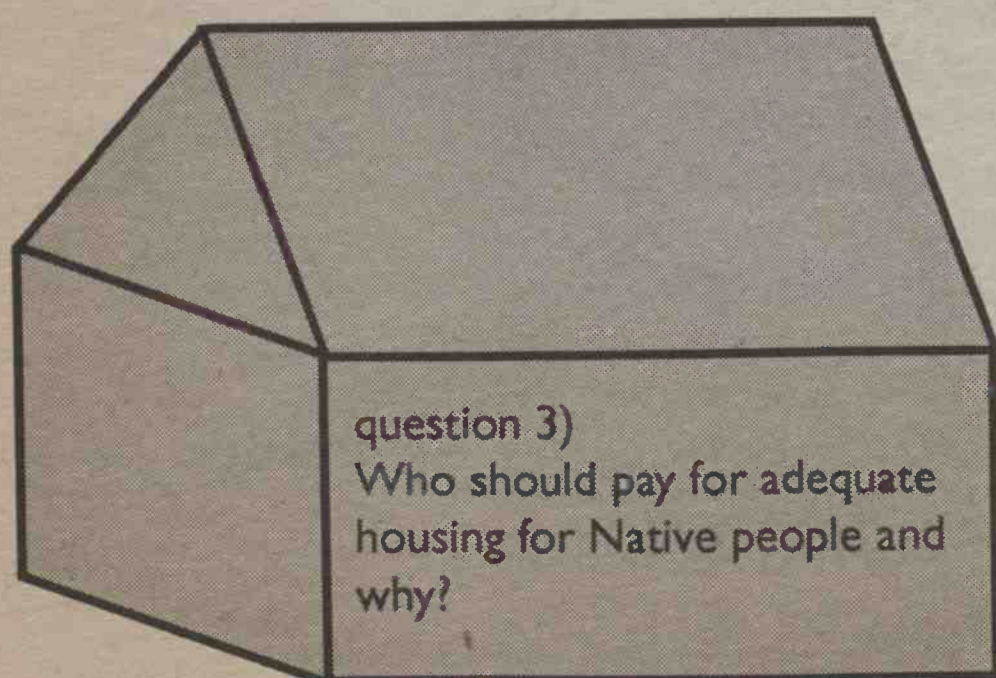 question 3)
Who should pay for adequate
housing for Native people and
why?